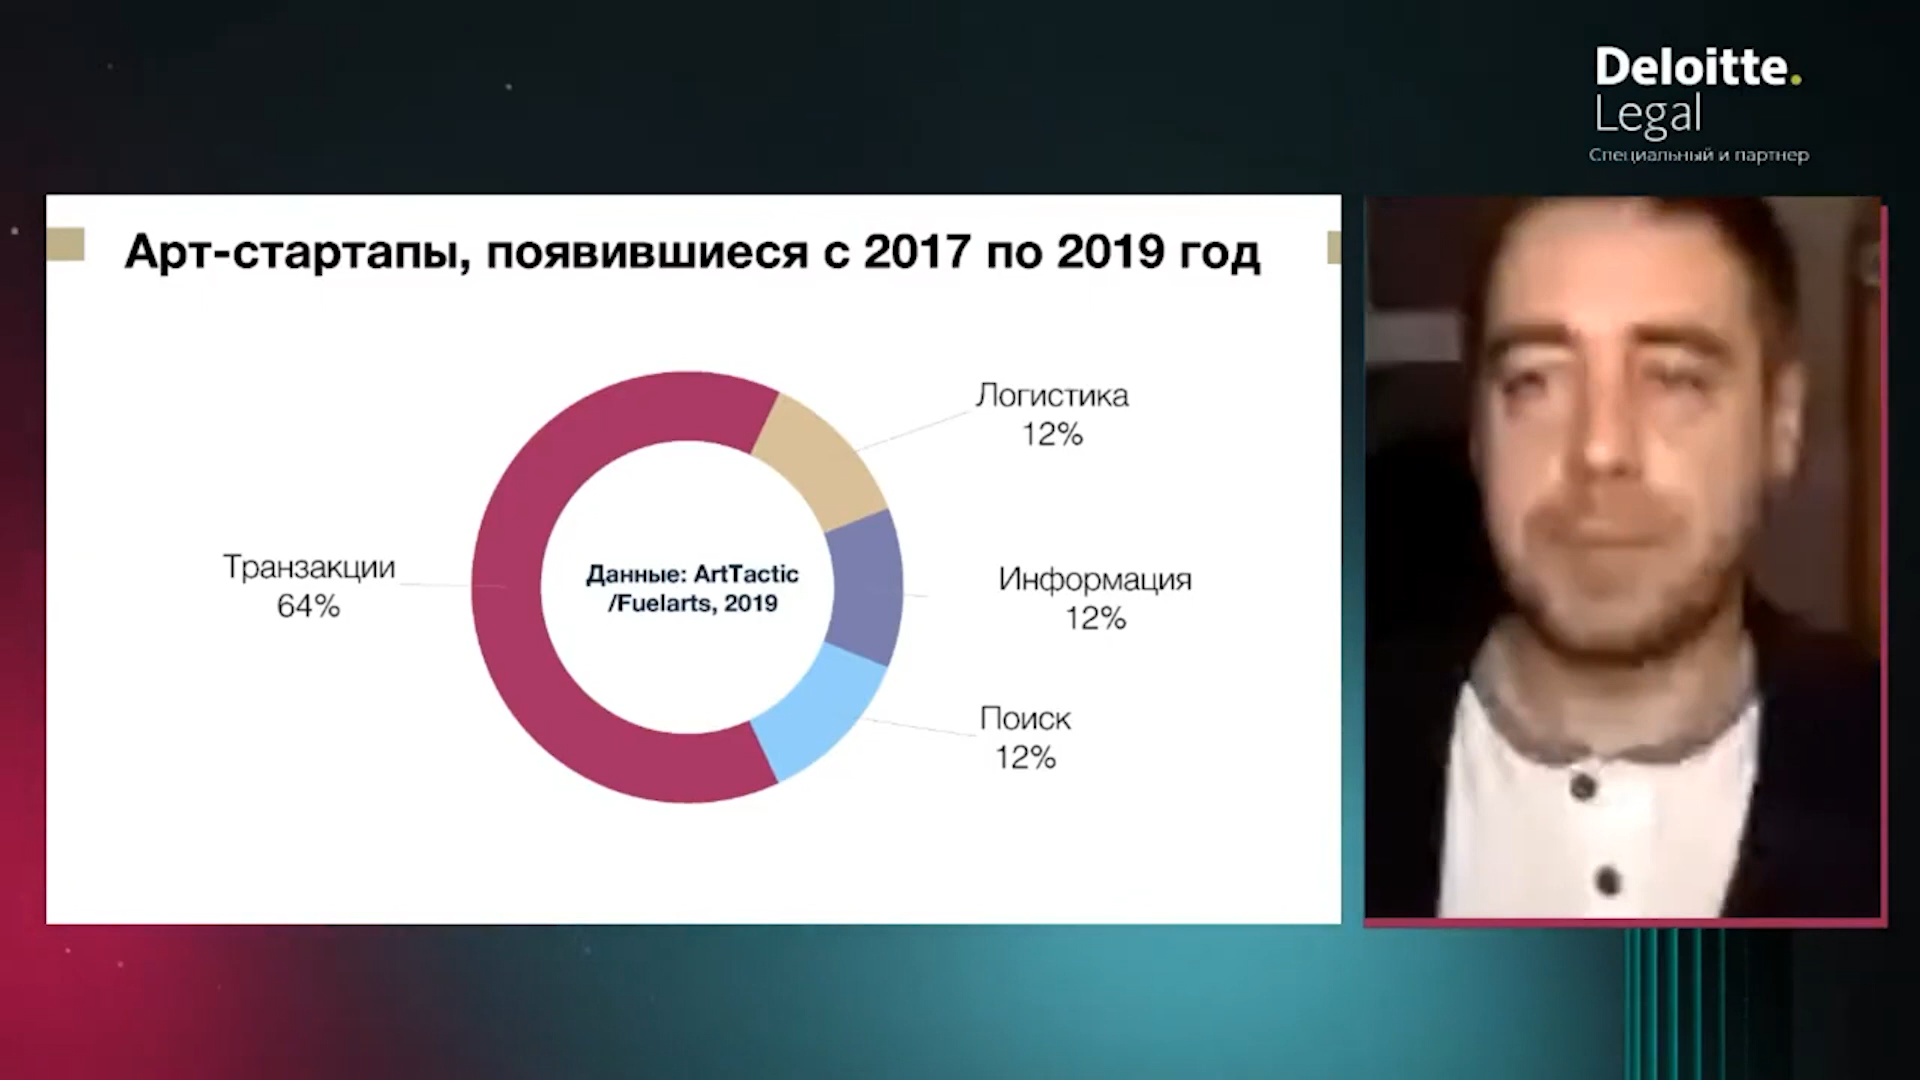 Deloitte.
Legal
Специальный и партнер
Арт-стартапы, появившиеся с 2017 по 2019 год
Логистика
12%
Транзакции
64%
Данные: ArtTactic
/Fuelarts, 2019
Информация
12%
Поиск
12%